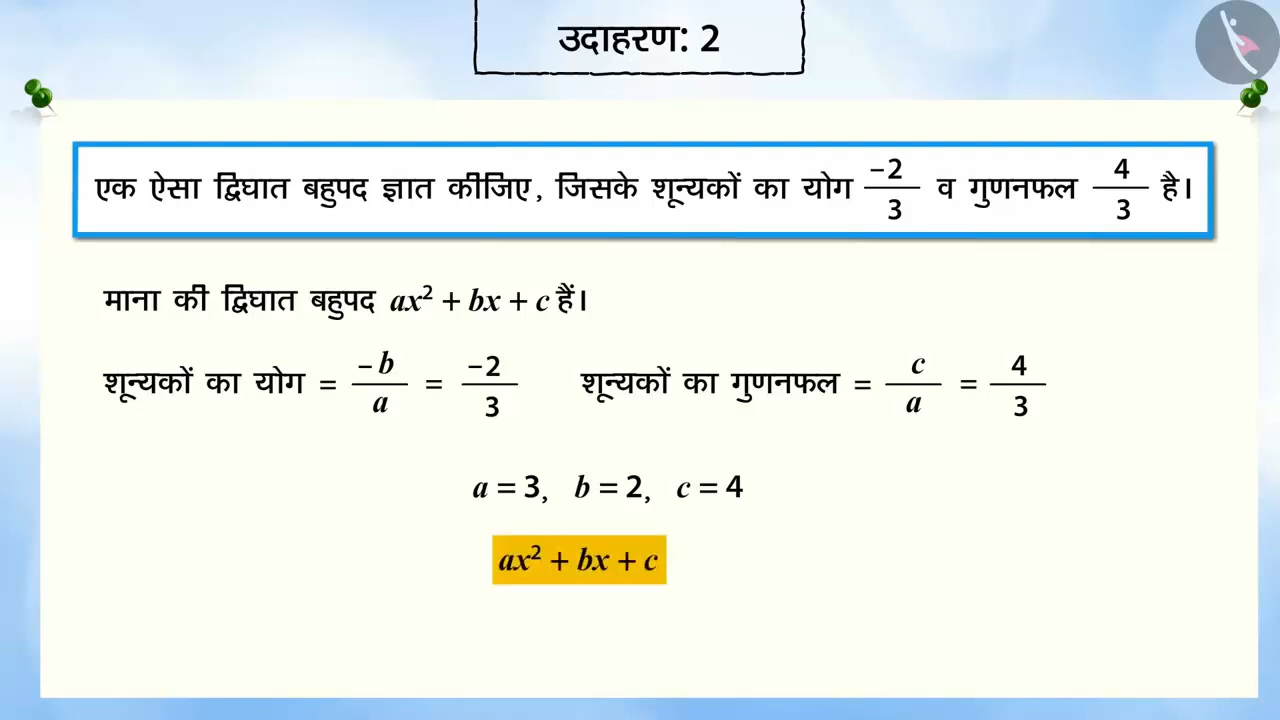 उदाहरण: 2
एक ऐसा द्विघात बहुपद ज्ञात कीजिए, जिसके शून्यकों का योग -2/3 व गुणनफल 4/3 है।
माना की द्विघात बहुपद ax² + bx + c हैं।
शून्यकों का योग = -b/a = -2/3 शून्यकों का गुणनफल = c/a = 4/3
a = 3, b = 2, c = 4
ax² + bx + c